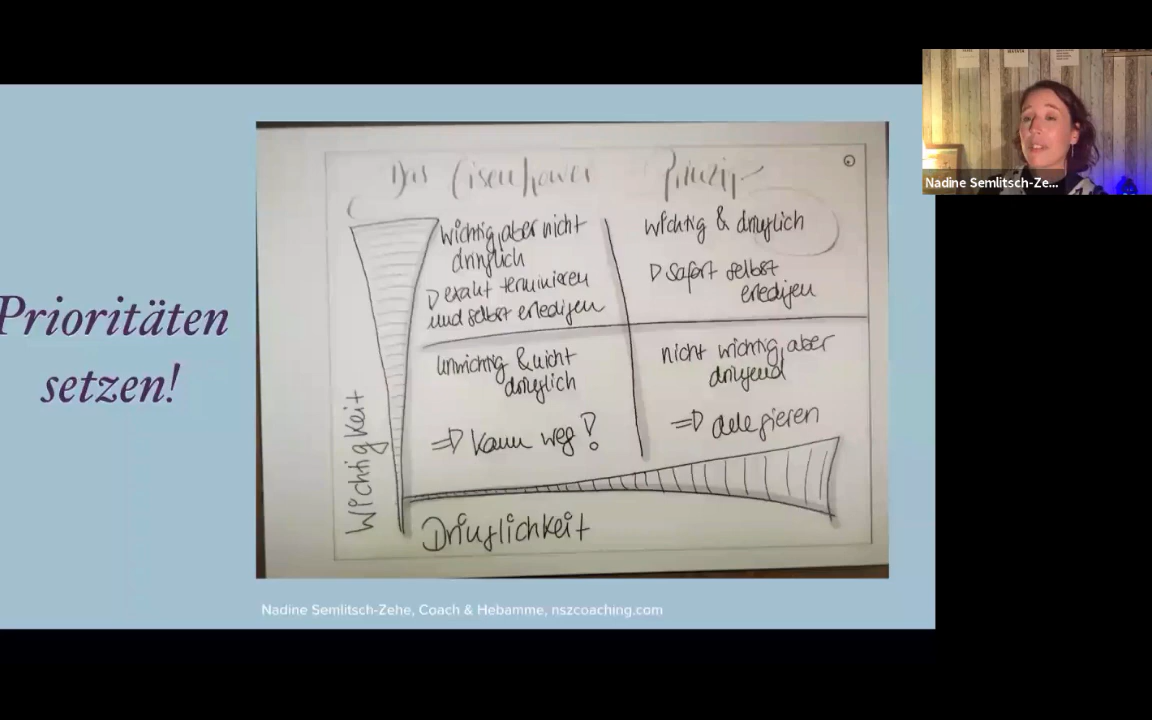 Prioritäten
setzen!
Das Eisenhower Prinzip
wichtig, aber nicht
dringlich
exakt terminieren
und selbst erledigen
wichtig & dringlich
sofort selbst
erledigen
unwichtig & nicht
dringlich
⇒ kann weg!
nicht wichtig, aber
dringend
⇒ delegieren
Wichtigkeit
Dringlichkeit
Nadine Semlitsch-Zehe, Coach & Hebamme, nszcoaching.com
Nadine Semlitsch-Ze...